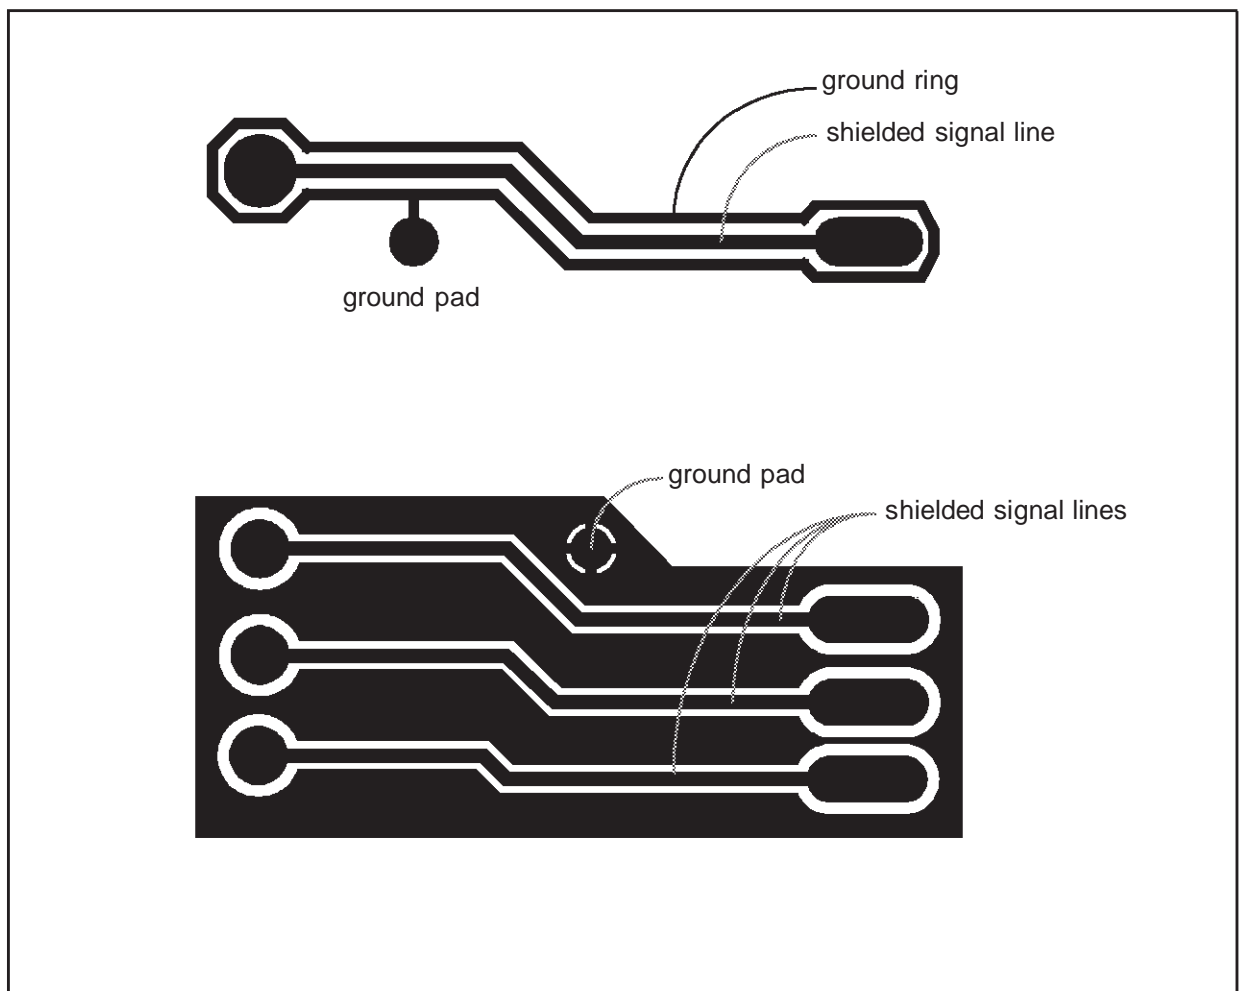 ground ring
shielded signal line
ground pad
ground pad
shielded signal lines